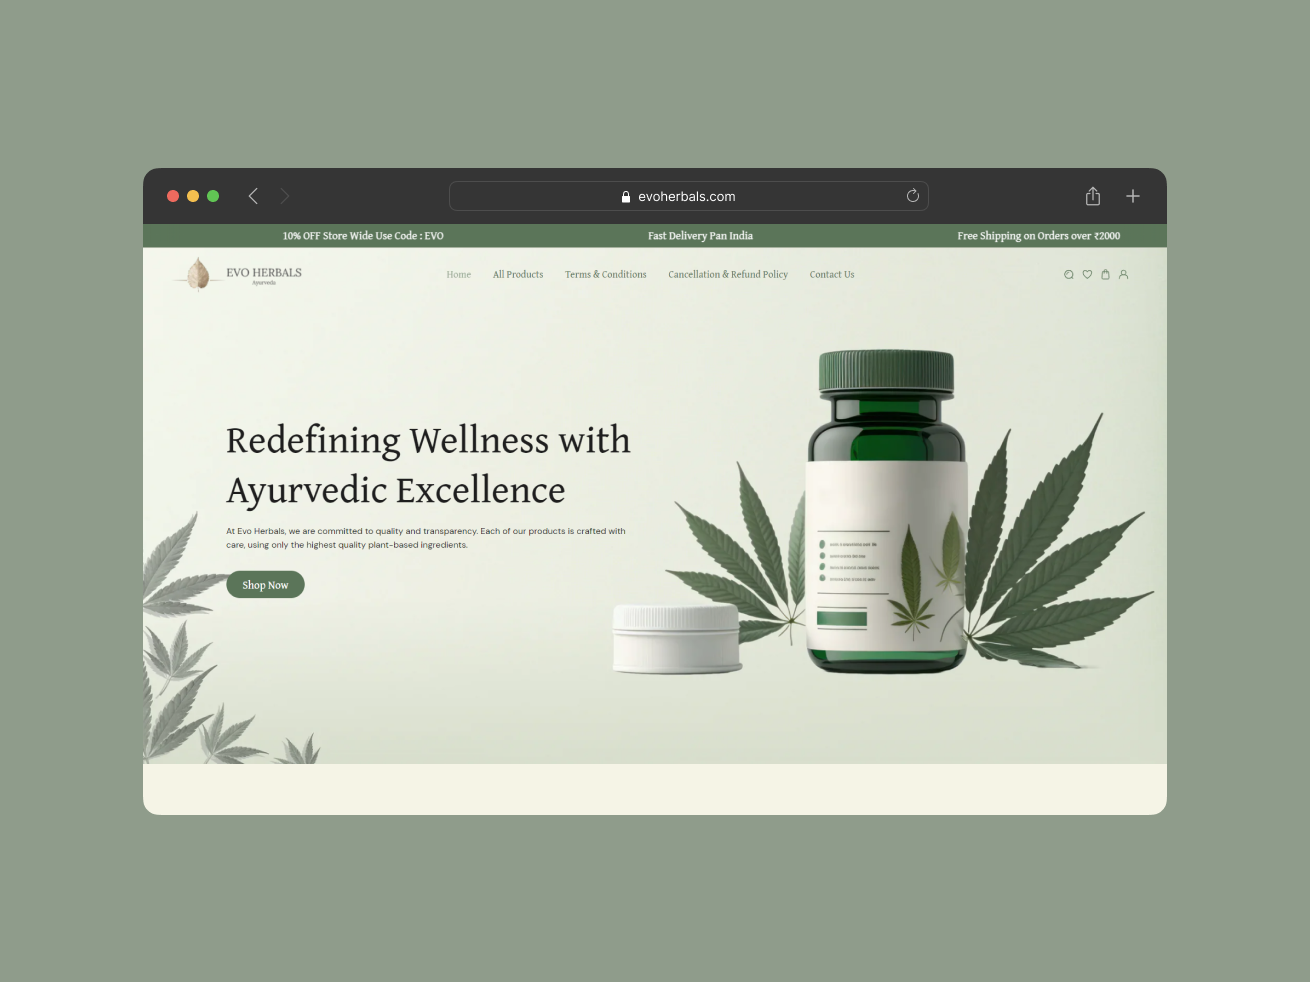 evoherbals.com
10% OFF Store Wide Use Code : EVO
Fast Delivery Pan India
Free Shipping on Orders over ₹2000
EVO HERBALS
Ayurveda
Home
All Products
Terms & Conditions
Cancellation & Refund Policy
Contact Us
Redefining Wellness with
Ayurvedic Excellence
At Evo Herbals, we are committed to quality and transparency. Each of our products is crafted with
care, using only the highest quality plant-based ingredients.
Shop Now